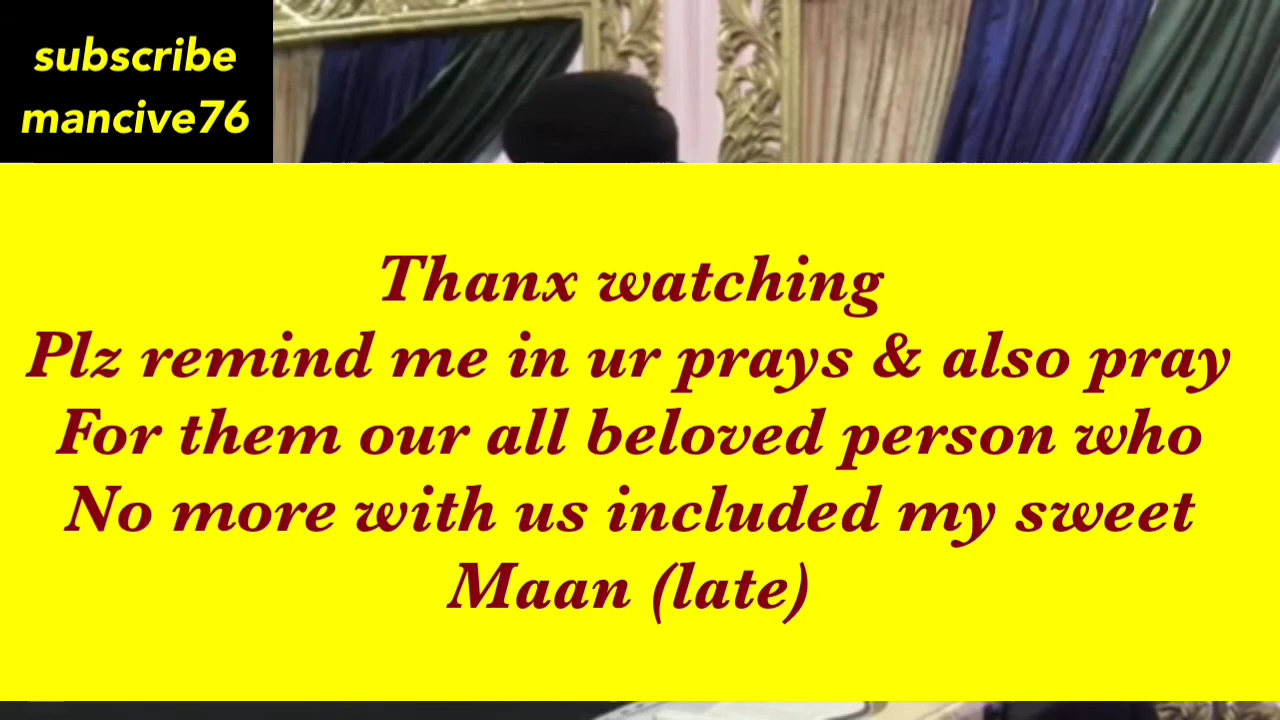 subscribe
mancive76
Thanx watching
Plz remind me in ur prays & also pray
For them our all beloved person who
No more with us included my sweet
Maan (late)